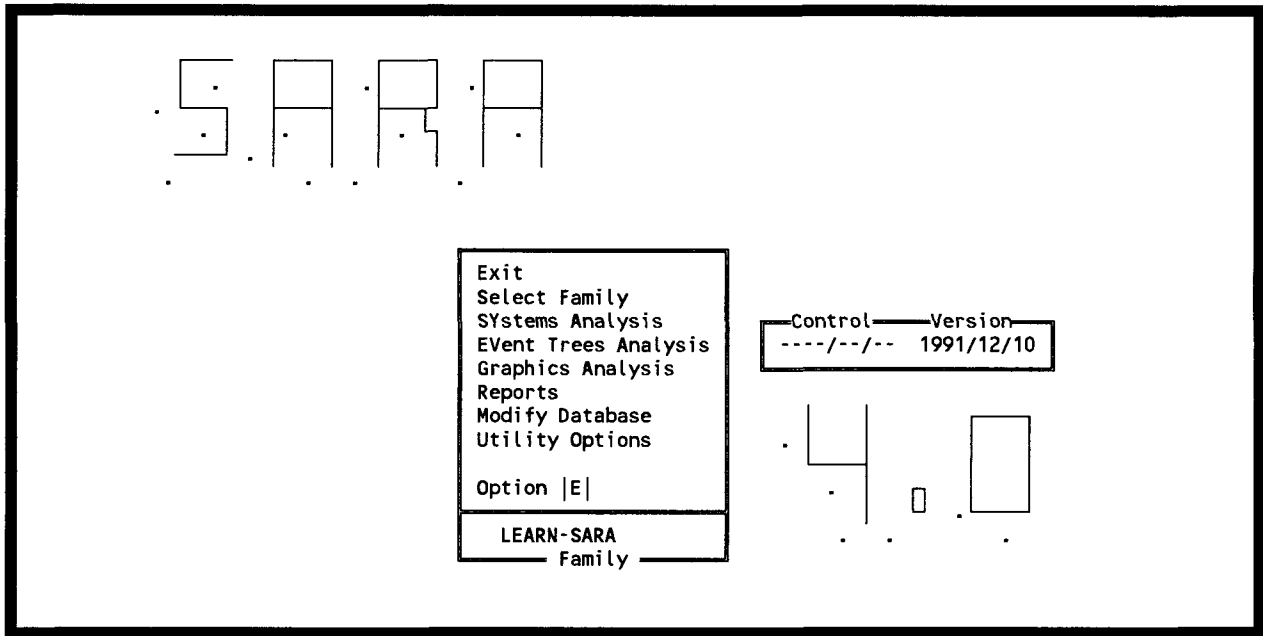 SARA
Exit
Select Family
SYstems Analysis
EVent Trees Analysis
Graphics Analysis
Reports
Modify Database
Utility Options
Option |E|
LEARN-SARA
Family
Control Version
----/--/-- 1991/12/10
4.0